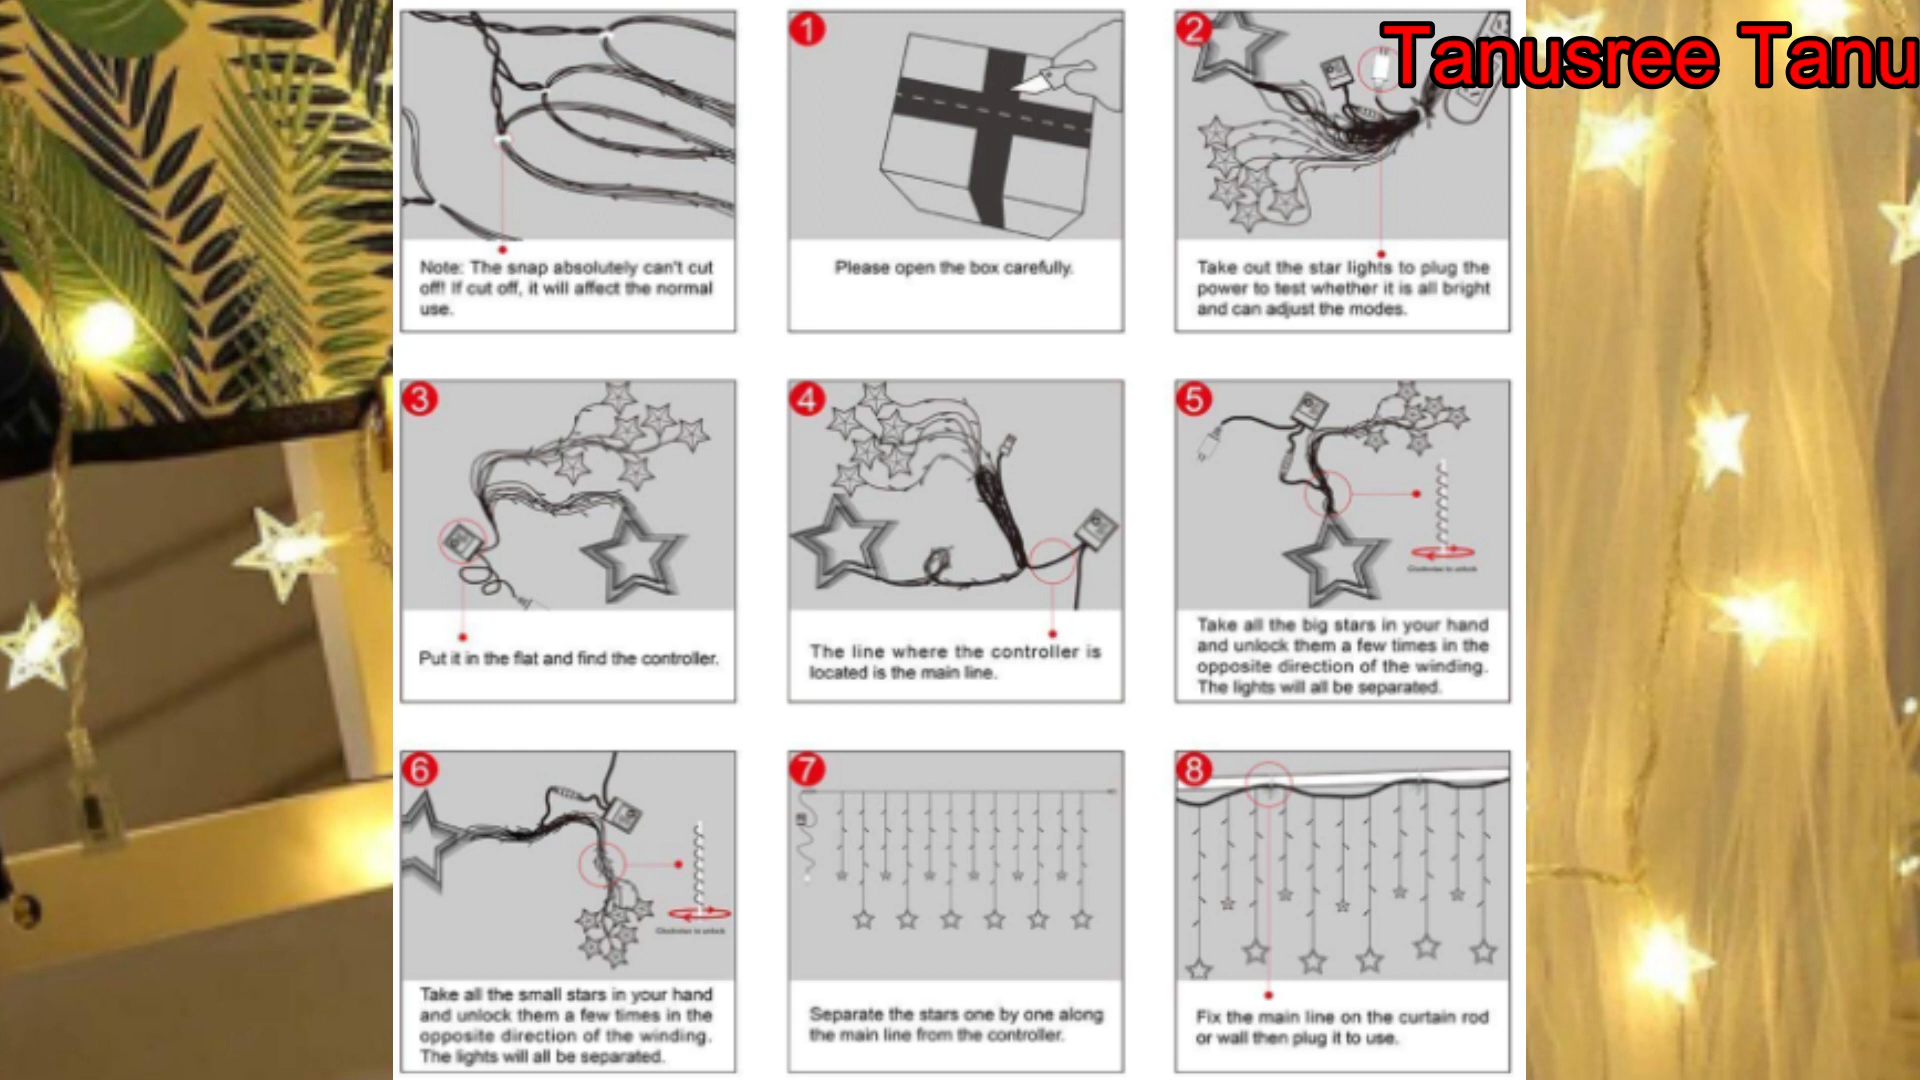 Tanusree Tanu
Note: The snap absolutely can't cut
off! If cut off, it will affect the normal
use.
1
Please open the box carefully.
2
Take out the star lights to plug the
power to test whether it is all bright
and can adjust the modes.
3
Put it in the flat and find the controller.
4
The line where the controller is
located is the main line.
5
Clockwise to unlock
Take all the big stars in your hand
and unlock them a few times in the
opposite direction of the winding.
The lights will all be separated.
6
Clockwise to unlock
Take all the small stars in your hand
and unlock them a few times in the
opposite direction of the winding.
The lights will all be separated.
7
Separate the stars one by one along
the main line from the controller.
8
Fix the main line on the curtain rod
or wall then plug it to use.